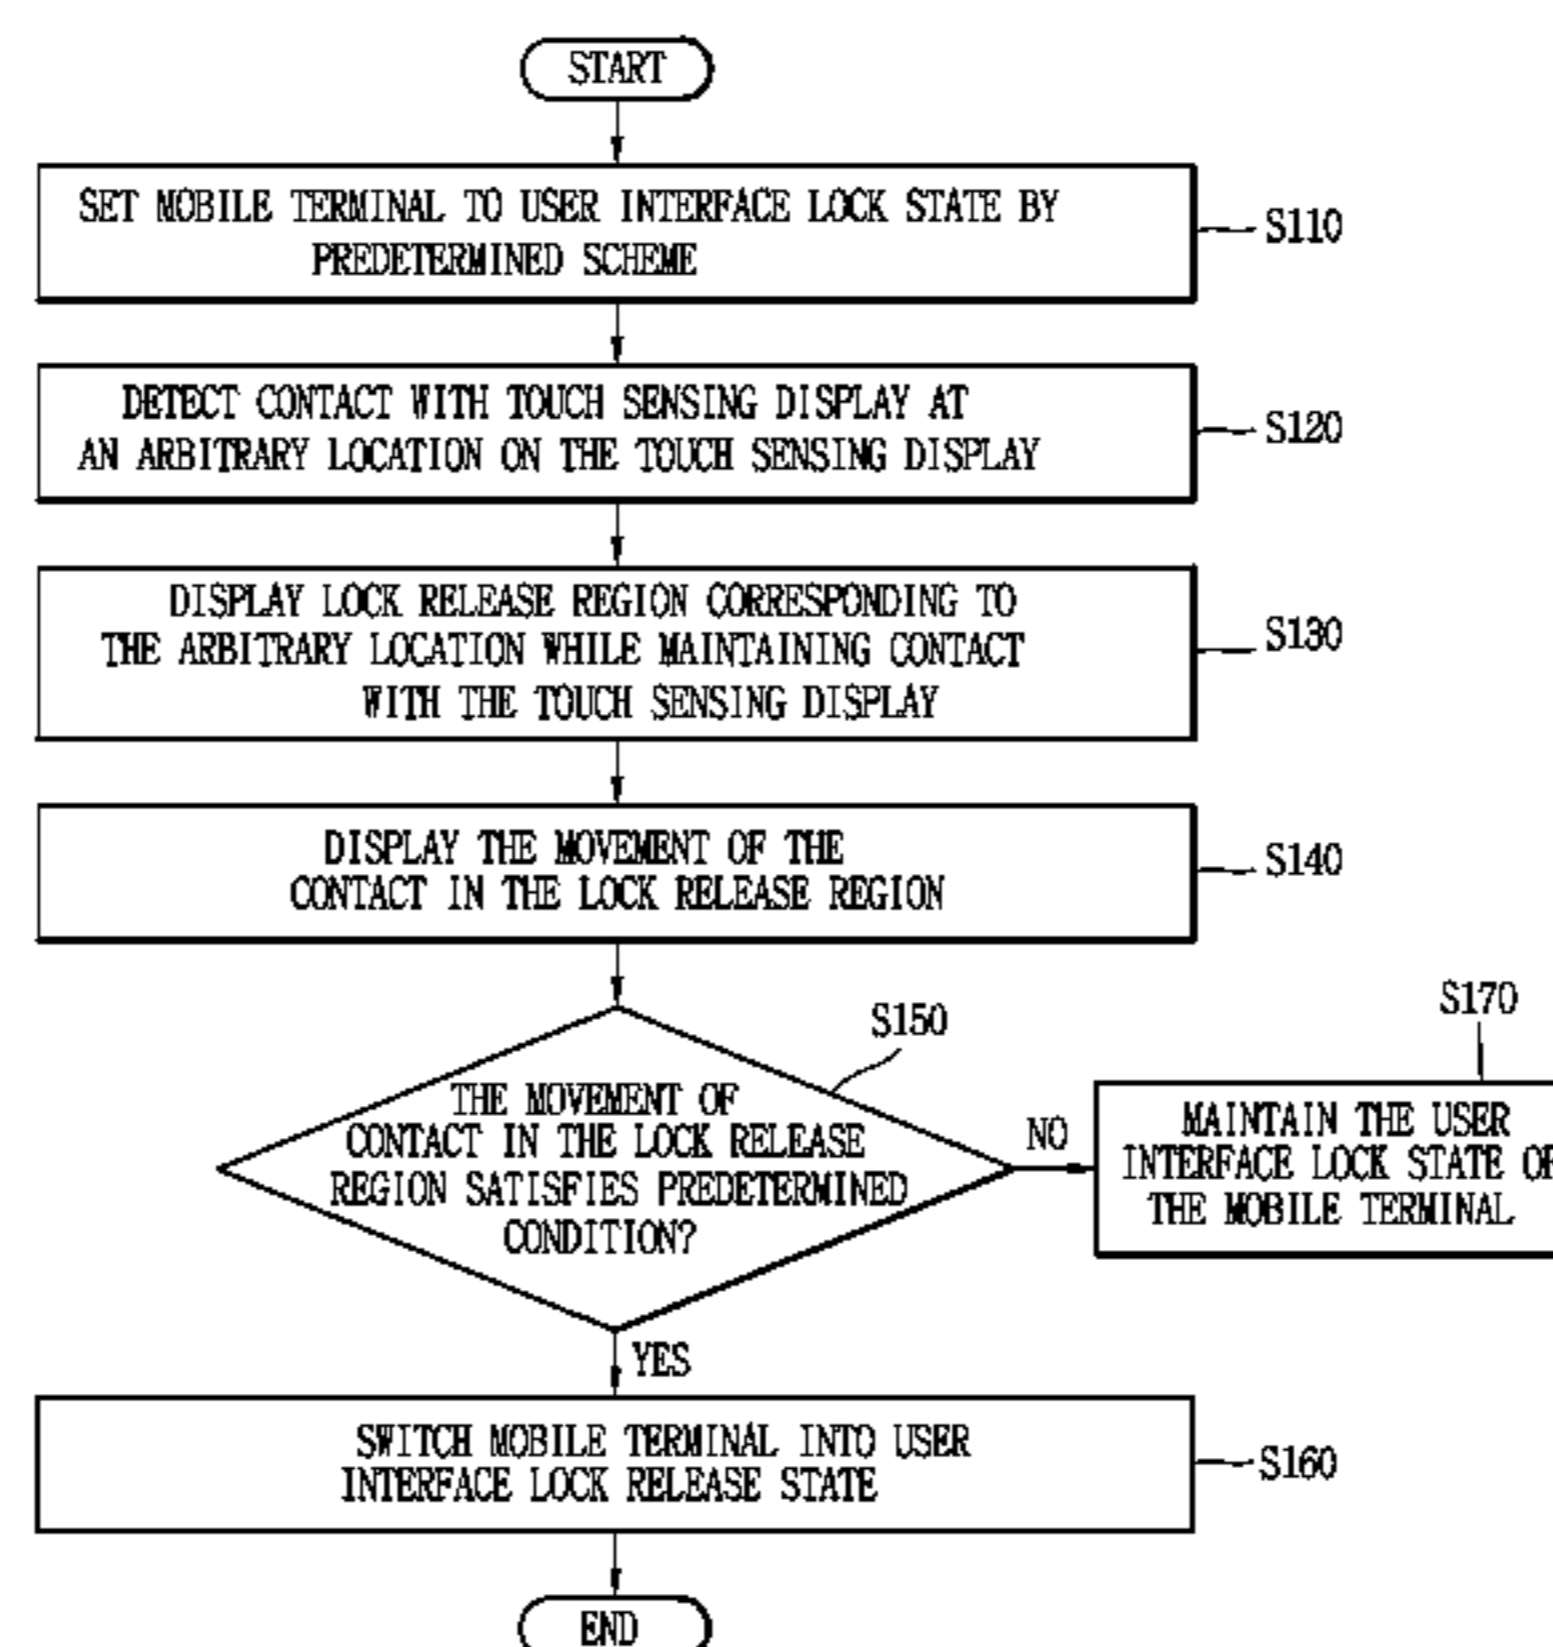 START
SET MOBILE TERMINAL TO USER INTERFACE LOCK STATE BY
PREDETERMINED SCHEME
S110
DETECT CONTACT WITH TOUCH SENSING DISPLAY AT
AN ARBITRARY LOCATION ON THE TOUCH SENSING DISPLAY
S120
DISPLAY LOCK RELEASE REGION CORRESPONDING TO
THE ARBITRARY LOCATION WHILE MAINTAINING CONTACT
WITH THE TOUCH SENSING DISPLAY
S130
DISPLAY THE MOVEMENT OF THE
CONTACT IN THE LOCK RELEASE REGION
S140
S150
THE MOVEMENT OF
CONTACT IN THE LOCK RELEASE
REGION SATISFIES PREDETERMINED
CONDITION?
NO
S170
MAINTAIN THE USER
INTERFACE LOCK STATE OF
THE MOBILE TERMINAL
YES
SWITCH MOBILE TERMINAL INTO USER
INTERFACE LOCK RELEASE STATE
S160
END